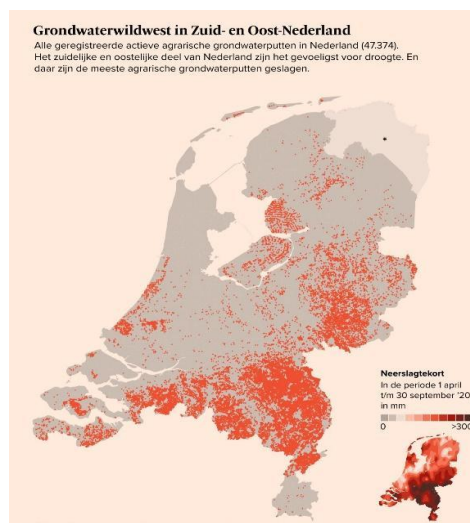 Grondwaterwildwest in Zuid- en Oost-Nederland
Alle geregistreerde actieve agrarische grondwaterputten in Nederland (47.374).
Het zuidelijke en oostelijke deel van Nederland zijn het gevoeligst voor droogte. En
daar zijn de meeste agrarische grondwaterputten geslagen.
Neerslagtekort
In de periode 1 april
t/m 30 september '20
in mm
0 >300